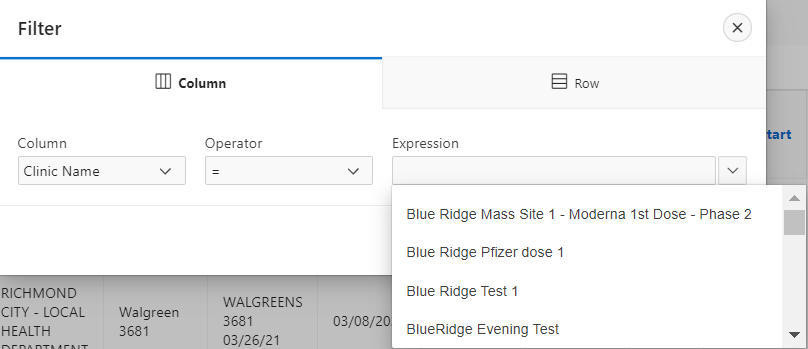 Filter
Column
Row
Column
Operator
Expression
Clinic Name
=
Blue Ridge Mass Site 1 - Moderna 1st Dose - Phase 2
Blue Ridge Pfizer dose 1
Blue Ridge Test 1
BlueRidge Evening Test
tart
RICHMOND
CITY - LOCAL
HEALTH
DEPARTMENT
Walgreen
3681
WALGREENS
3681
03/26/21
03/08/20